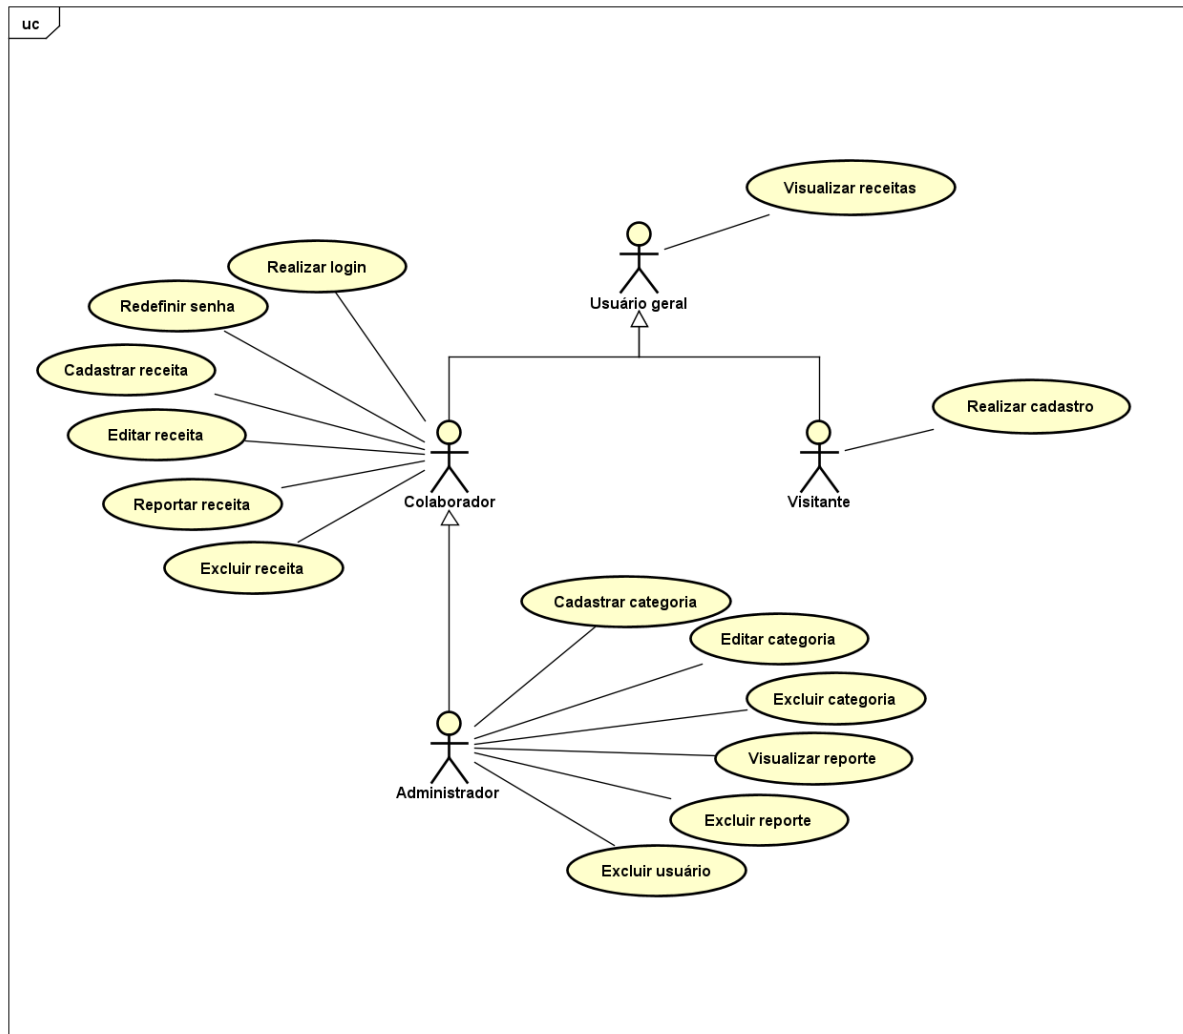 uc
Visualizar receitas
Usuário geral
Realizar login
Redefinir senha
Cadastrar receita
Editar receita
Reportar receita
Excluir receita
Colaborador
Realizar cadastro
Visitante
Cadastrar categoria
Editar categoria
Excluir categoria
Visualizar reporte
Excluir reporte
Excluir usuário
Administrador